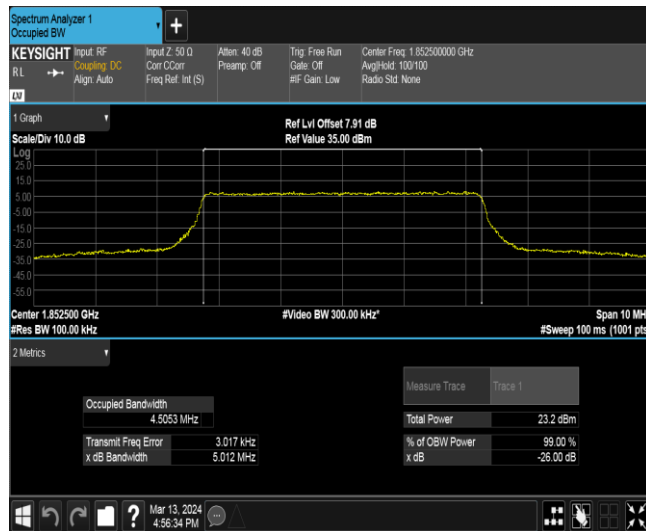 Spectrum Analyzer 1
Occupied BW
+
KEYSIGHT
RL
LXI
Input: RF
Coupling: DC
Align: Auto
Input Z: 50 Ω
Corr CCorr
Freq Ref: Int (S)
Atten: 40 dB
Preamp: Off
Trig: Free Run
Gate: Off
#IF Gain: Low
Center Freq: 1.852500000 GHz
Avg|Hold: 100/100
Radio Std: None
1 Graph
Scale/Div 10.0 dB
Ref Lvl Offset 7.91 dB
Ref Value 35.00 dBm
Log
25.0
15.0
5.00
-5.00
-15.0
-25.0
-35.0
-45.0
-55.0
Center 1.852500 GHz
#Video BW 300.00 kHz*
Span 10 MH
#Res BW 100.00 kHz
#Sweep 100 ms (1001 pts
2 Metrics
Measure Trace Trace 1
Occupied Bandwidth
4.5053 MHz
Total Power 23.2 dBm
Transmit Freq Error 3.017 kHz
% of OBW Power 99.00 %
x dB Bandwidth 5.012 MHz
x dB -26.00 dB
?
Mar 13, 2024
4:56:34 PM